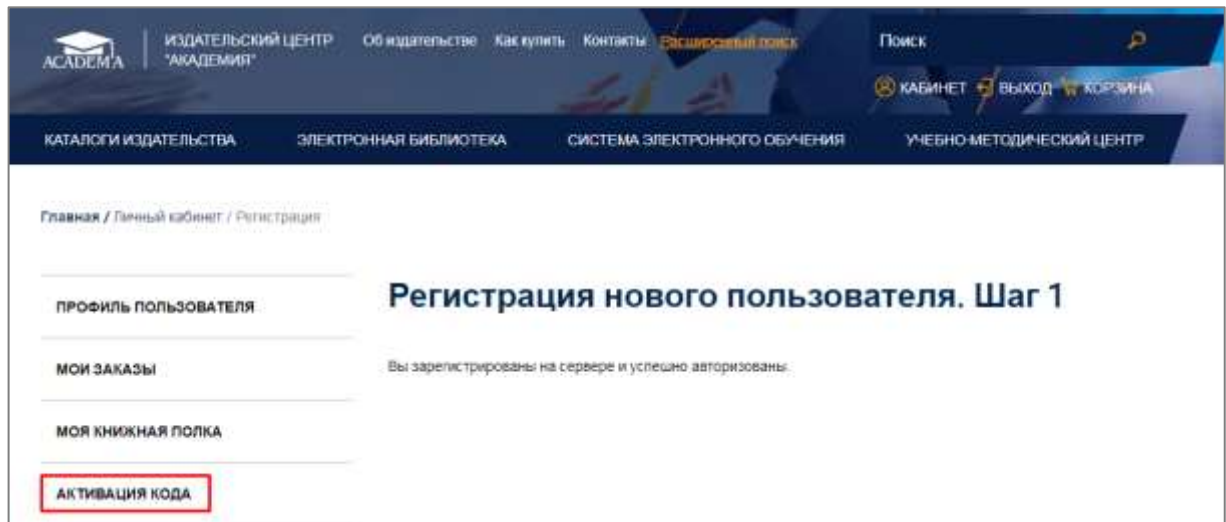 ACADEM'A
ИЗДАТЕЛЬСКИЙ ЦЕНТР
"АКАДЕМИЯ"
Об издательстве Как купить Контакты Расширенный поиск
Поиск
КАБИНЕТ ВЫХОД КОРЗИНА
КАТАЛОГИ ИЗДАТЕЛЬСТВА ЭЛЕКТРОННАЯ БИБЛИОТЕКА СИСТЕМА ЭЛЕКТРОННОГО ОБУЧЕНИЯ УЧЕБНО-МЕТОДИЧЕСКИЙ ЦЕНТР
Главная / Личный кабинет / Регистрация
ПРОФИЛЬ ПОЛЬЗОВАТЕЛЯ
МОИ ЗАКАЗЫ
МОЯ КНИЖНАЯ ПОЛКА
АКТИВАЦИЯ КОДА
Регистрация нового пользователя. Шаг 1
Вы зарегистрированы на сервере и успешно авторизованы.